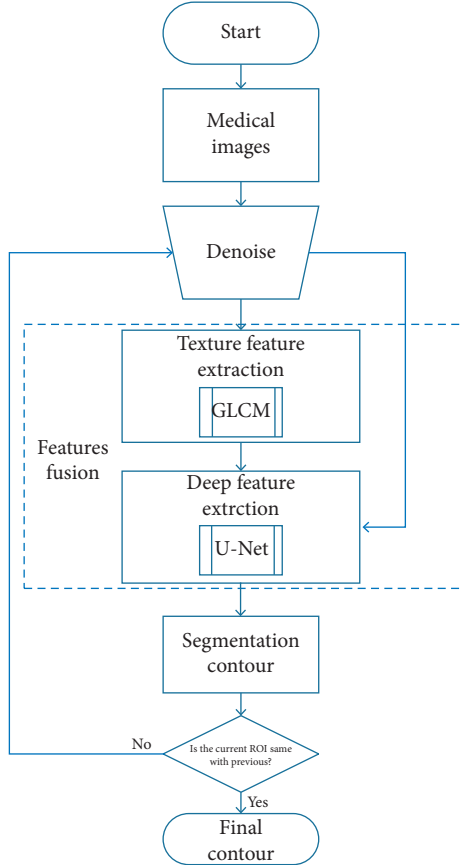 Start
Medical
images
Denoise
Texture feature
extraction
GLCM
Features
fusion
Deep feature
extrction
U-Net
Segmentation
contour
Is the current ROI same
with previous?
No
Yes
Final
contour